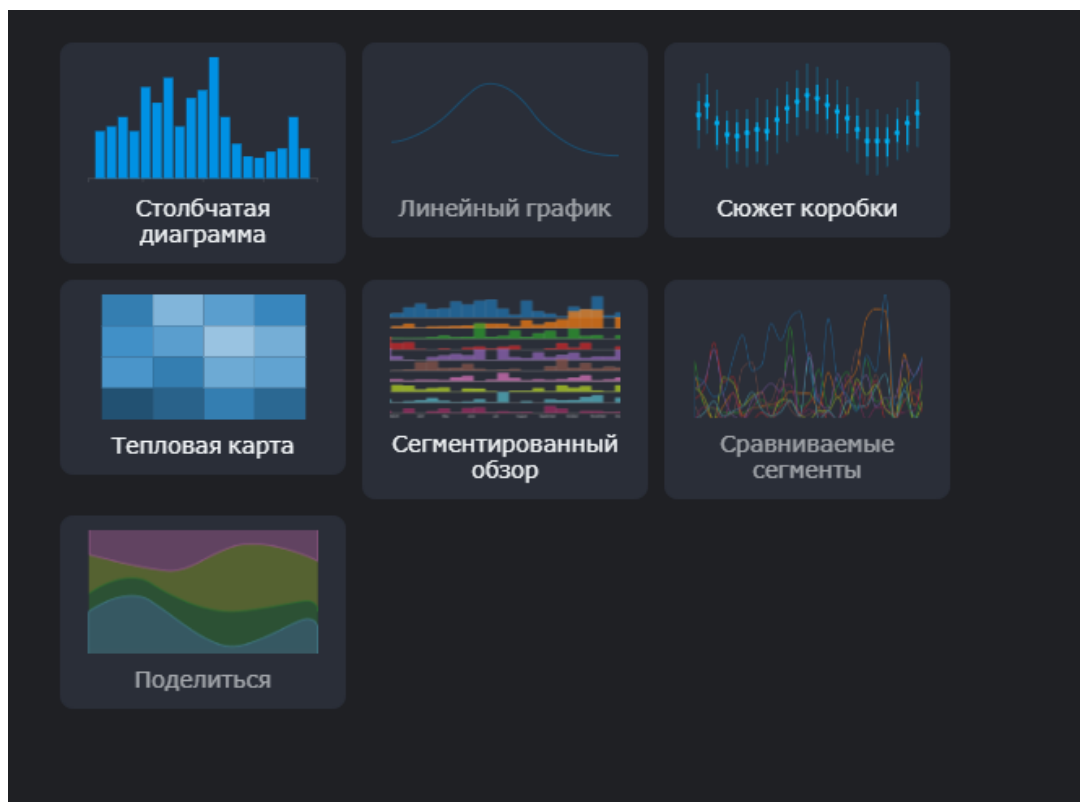 Столбчатая
диаграмма
Линейный график
Сюжет коробки
Тепловая карта
Сегментированный
обзор
Сравниваемые
сегменты
Поделиться